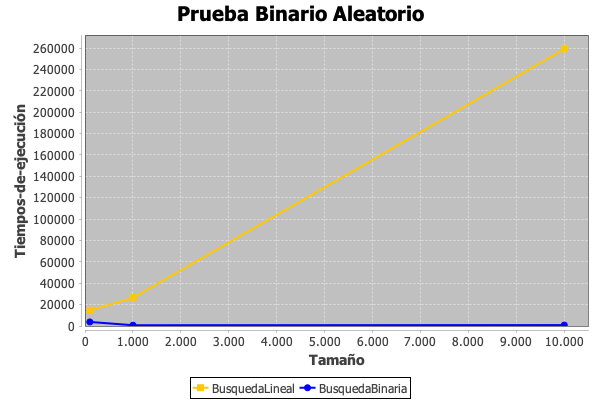 Prueba Binario Aleatorio
Tiempos-de-ejecución
260000
240000
220000
200000
180000
160000
140000
120000
100000
80000
60000
40000
20000
0
0 1.000 2.000 3.000 4.000 5.000 6.000 7.000 8.000 9.000 10.000
Tamaño
BusquedaLineal BusquedaBinaria